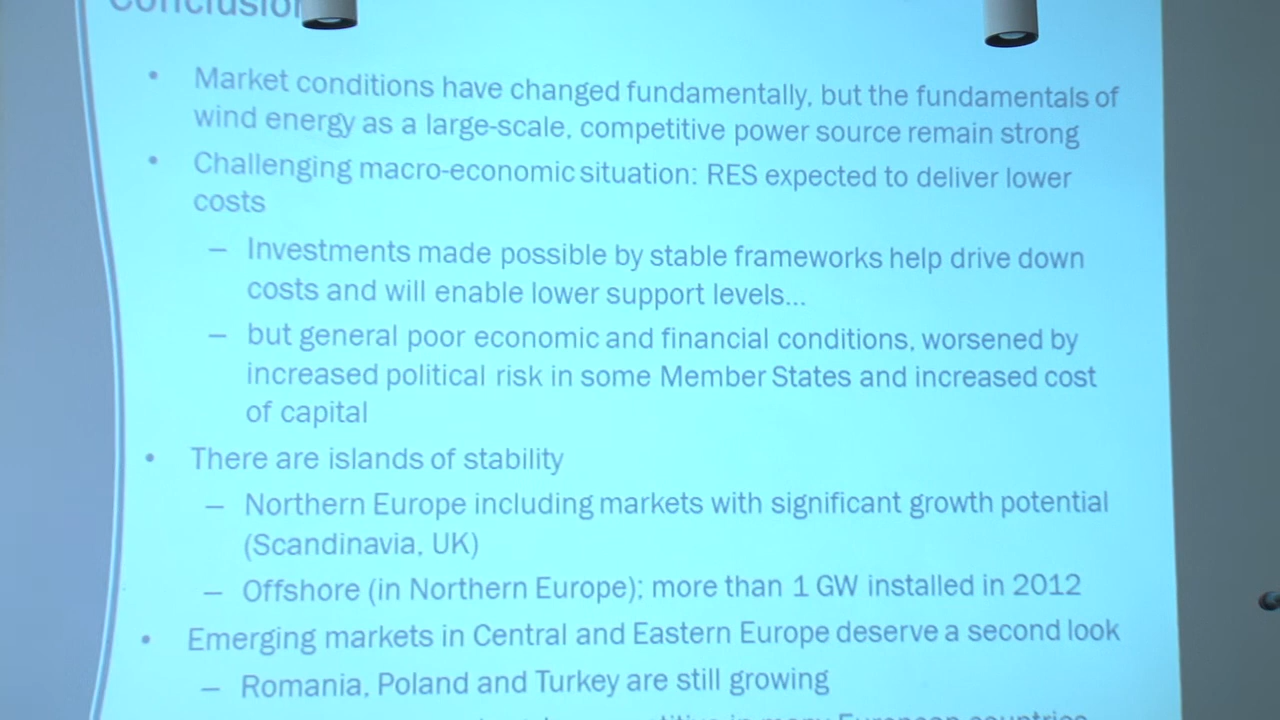 Conclusion
• Market conditions have changed fundamentally, but the fundamentals of
wind energy as a large-scale, competitive power source remain strong
• Challenging macro-economic situation: RES expected to deliver lower
costs
– Investments made possible by stable frameworks help drive down
costs and will enable lower support levels...
– but general poor economic and financial conditions, worsened by
increased political risk in some Member States and increased cost
of capital
• There are islands of stability
– Northern Europe including markets with significant growth potential
(Scandinavia, UK)
– Offshore (in Northern Europe): more than 1 GW installed in 2012
• Emerging markets in Central and Eastern Europe deserve a second look
– Romania, Poland and Turkey are still growing
in many European countries